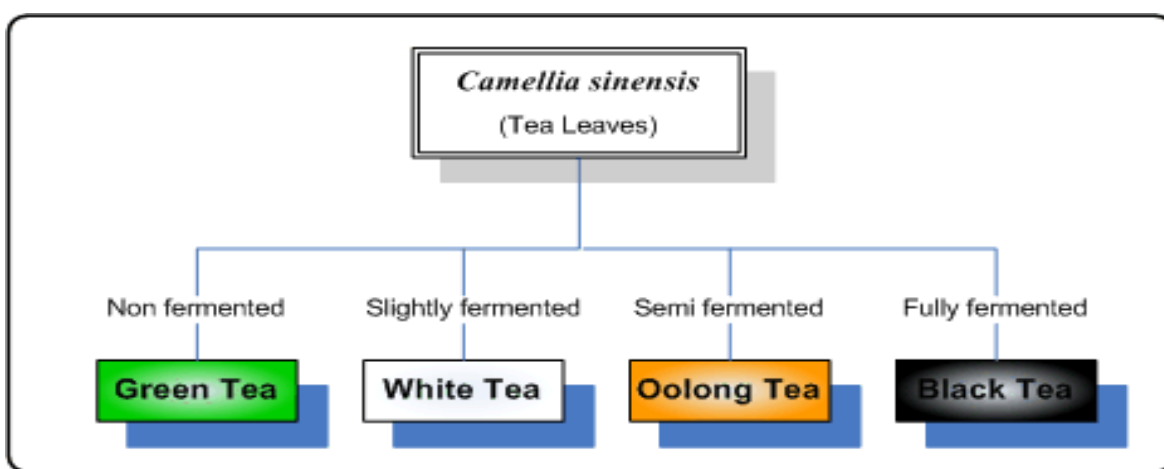 Camellia sinensis
(Tea Leaves)
Non fermented
Slightly fermented
Semi fermented
Fully fermented
Green Tea
White Tea
Oolong Tea
Black Tea